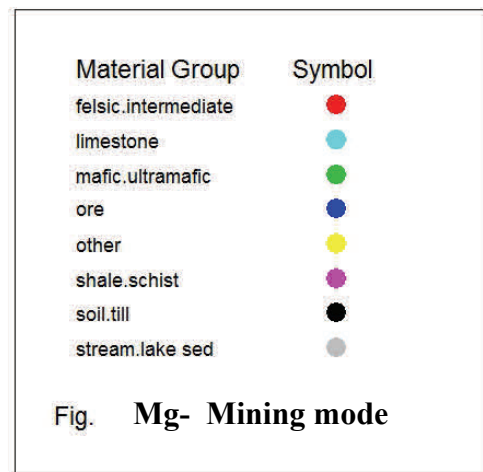 Material Group Symbol
felsic.intermediate
limestone
mafic.ultramafic
ore
other
shale.schist
soil.till
stream.lake sed
Fig. Mg- Mining mode